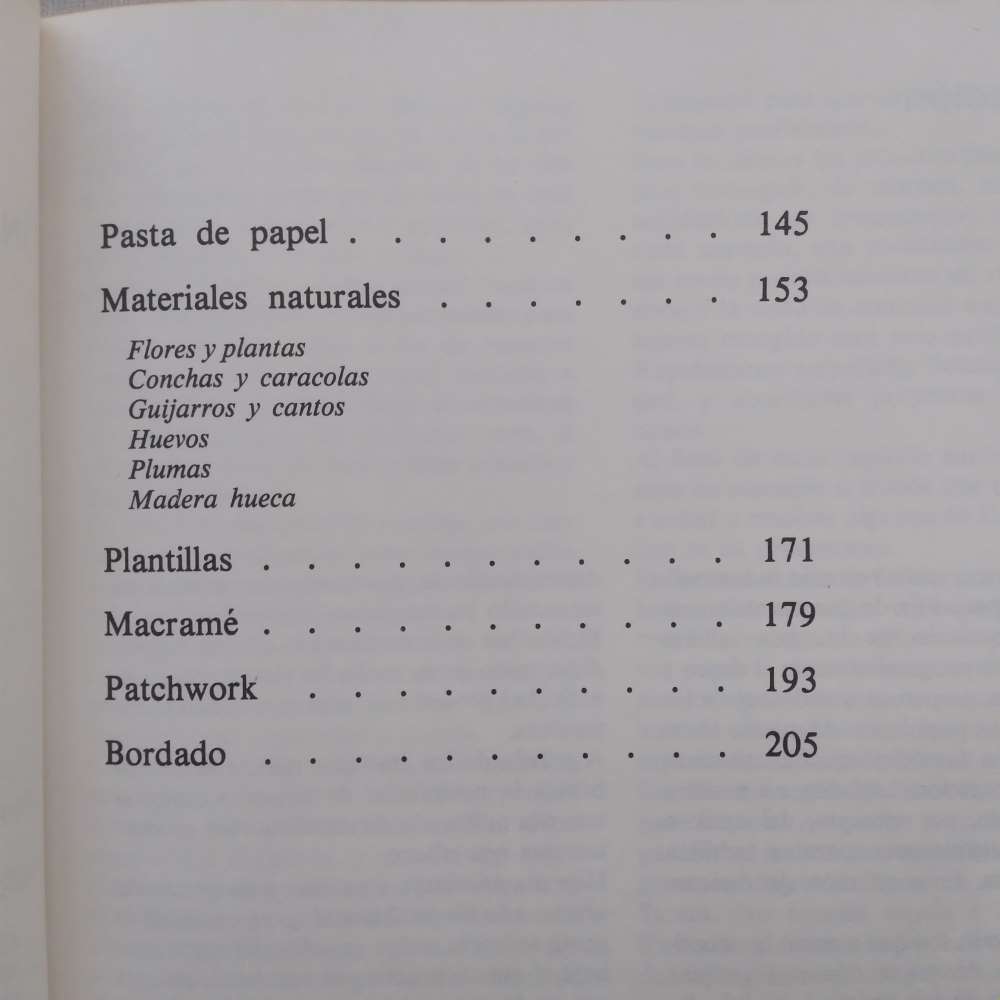 Pasta de papel . . . . . . . . . 145
Materiales naturales . . . . . . . 153
Flores y plantas
Conchas y caracolas
Guijarros y cantos
Huevos
Plumas
Madera hueca
Plantillas . . . . . . . . . . . 171
Macramé . . . . . . . . . . . 179
Patchwork . . . . . . . . . . 193
Bordado . . . . . . . . . . . 205